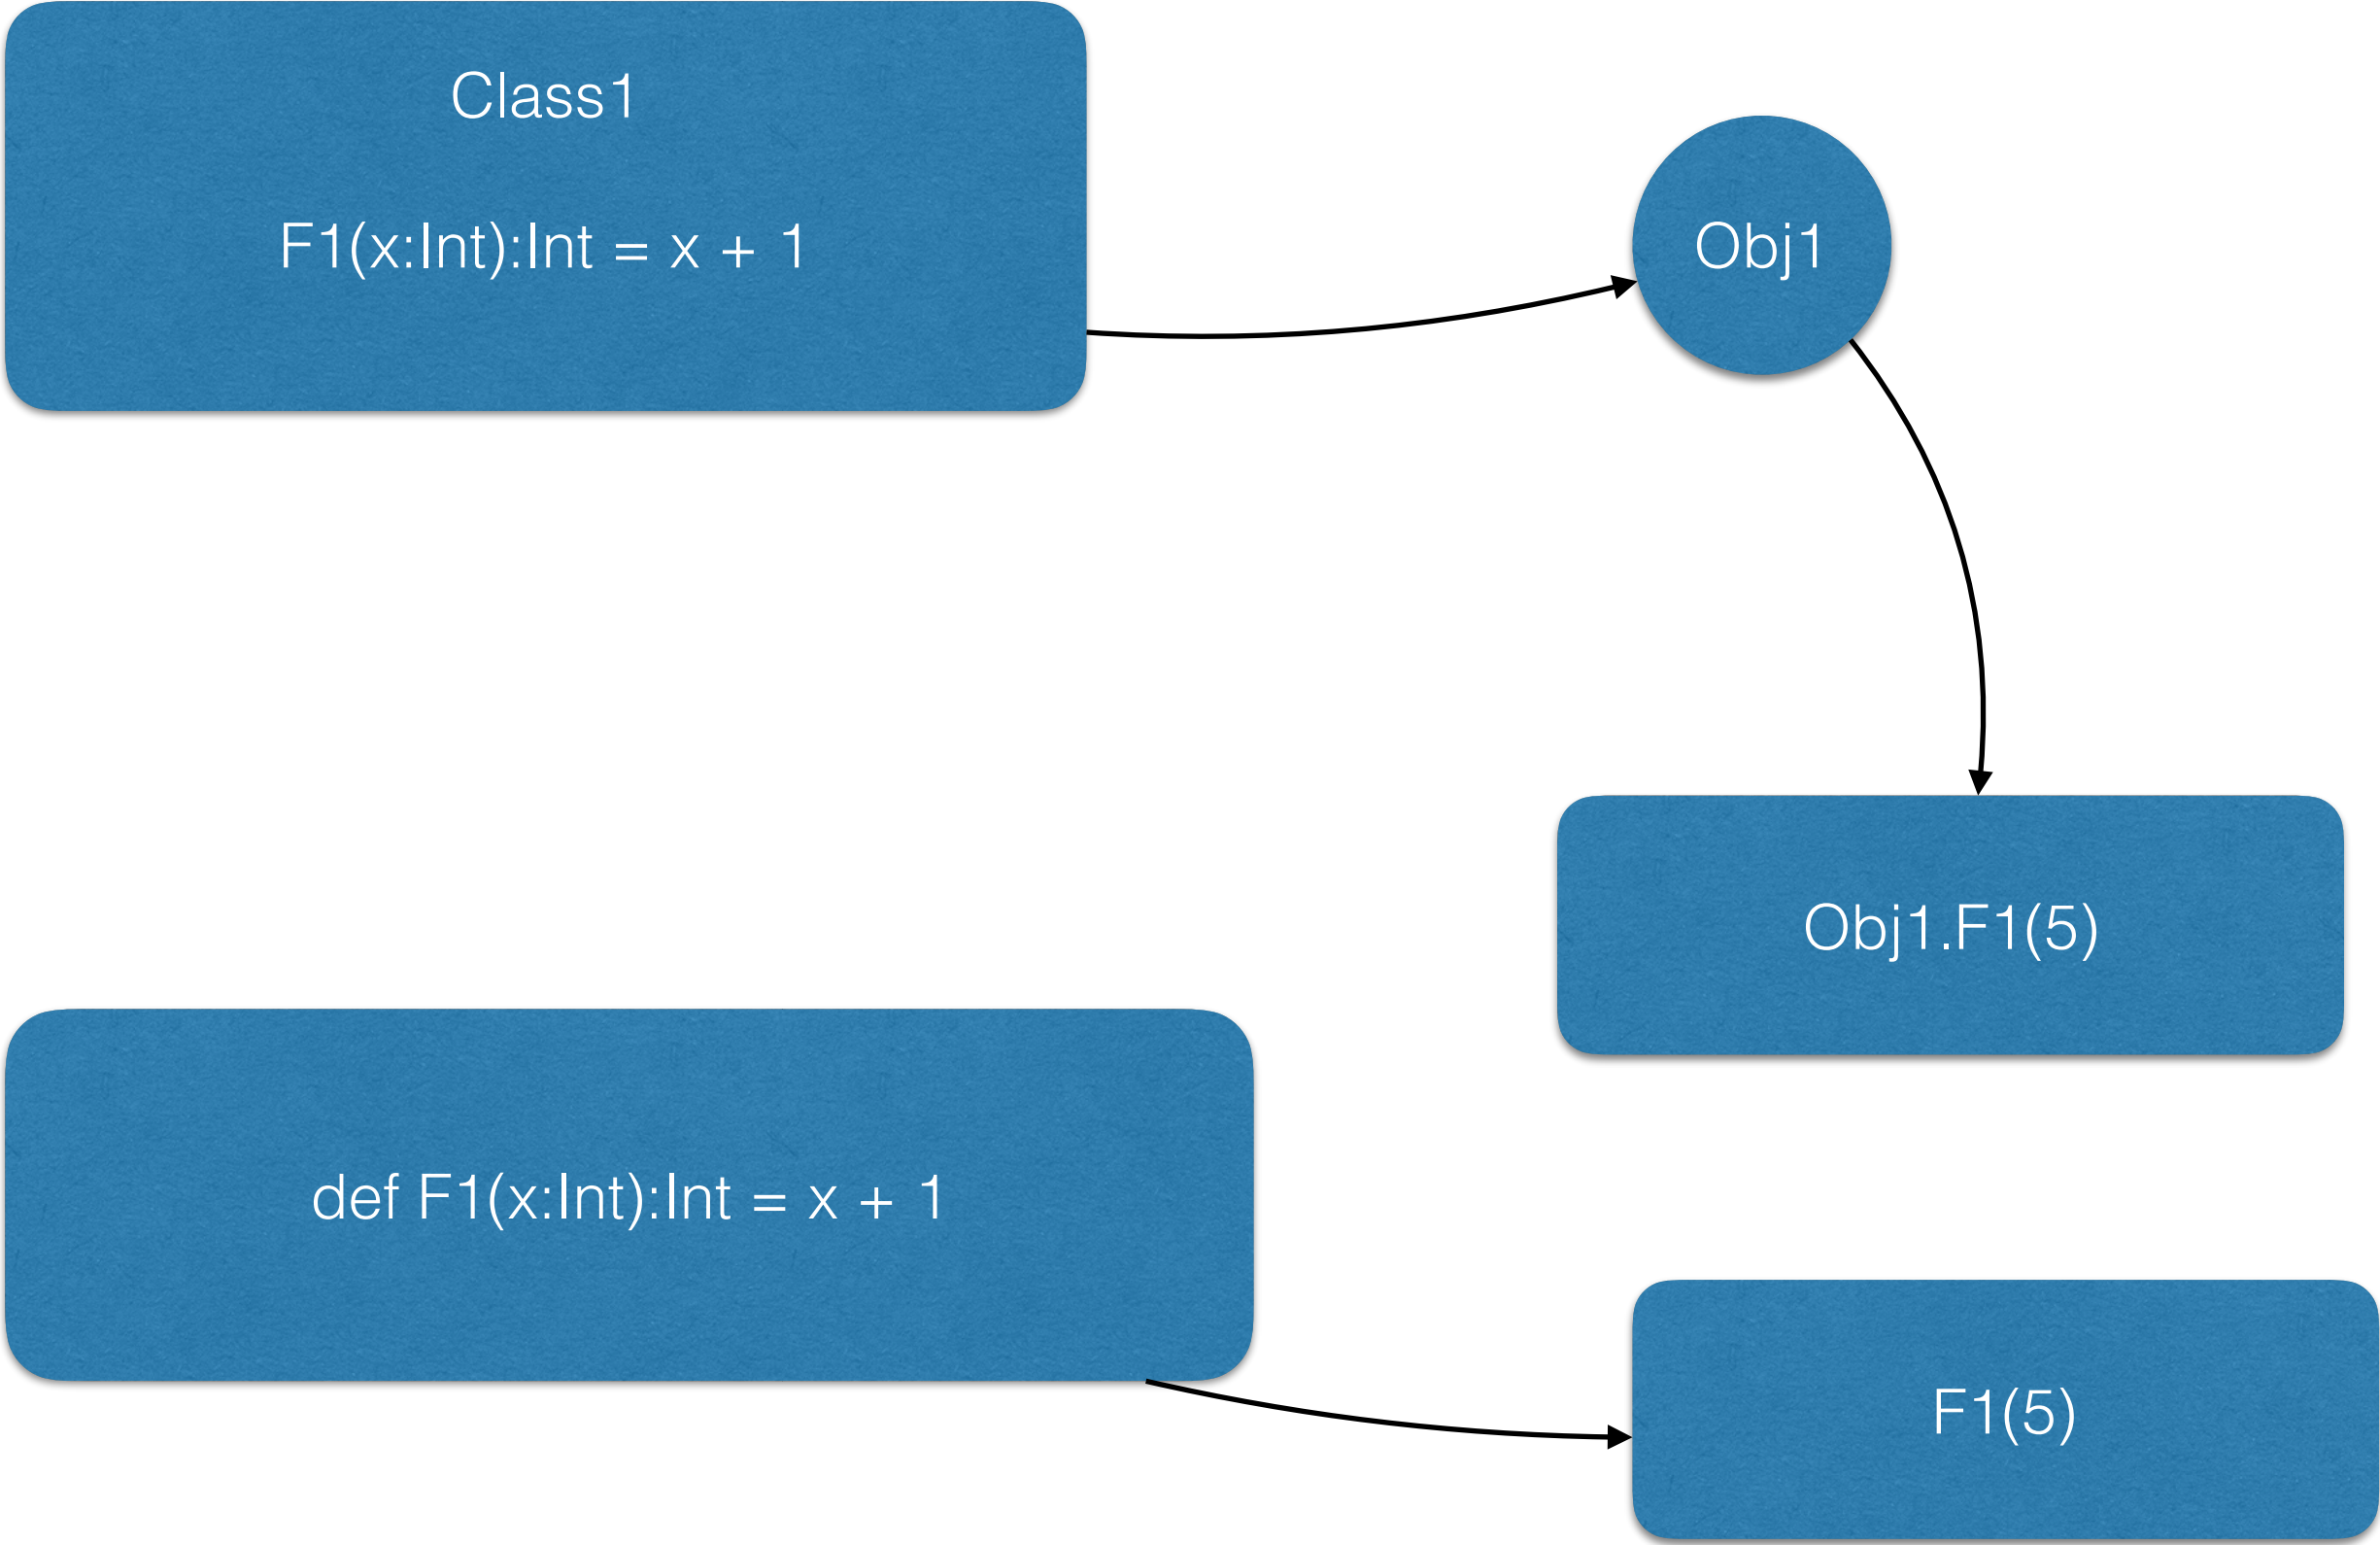 Class1
F1(x:Int):Int = x + 1
Obj1
Obj1.F1(5)
def F1(x:Int):Int = x + 1
F1(5)